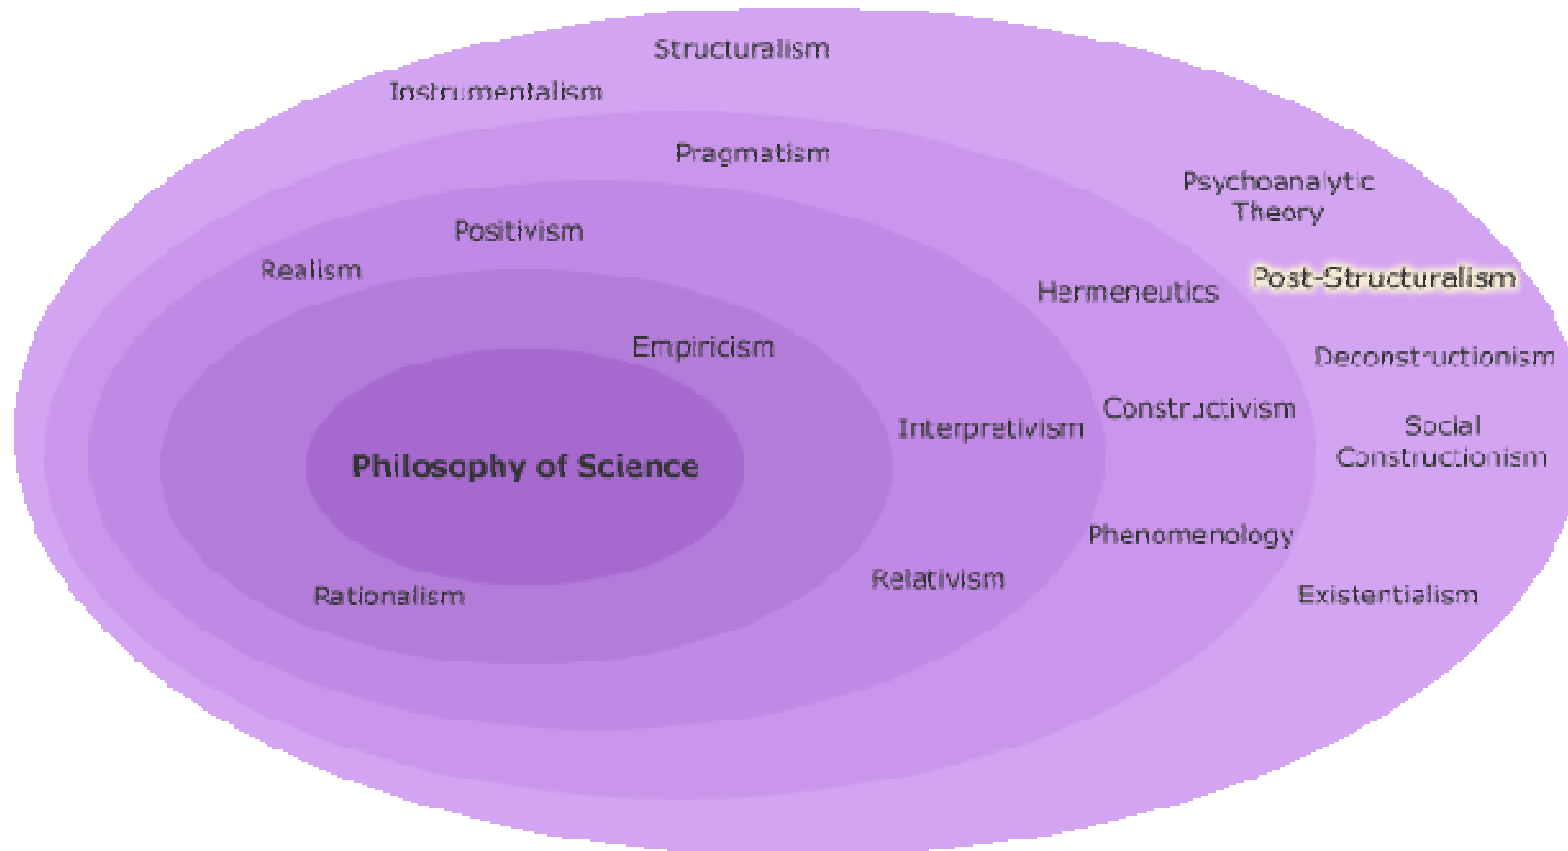 Structuralism
Instrumentalism
Pragmatism
Psychoanalytic
Theory
Positivism
Realism
Post-Structuralism
Hermeneutics
Empiricism
Deconstructionism
Constructivism
Interpretivism
Social
Constructionism
Philosophy of Science
Phenomenology
Relativism
Rationalism
Existentialism